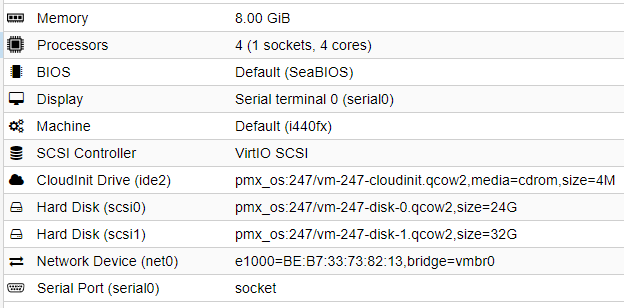 Memory 8.00 GiB
Processors 4 (1 sockets, 4 cores)
BIOS Default (SeaBIOS)
Display Serial terminal 0 (serial0)
Machine Default (i440fx)
SCSI Controller VirtIO SCSI
CloudInit Drive (ide2) pmx_os:247/vm-247-cloudinit.qcow2,media=cdrom,size=4M
Hard Disk (scsi0) pmx_os:247/vm-247-disk-0.qcow2,size=24G
Hard Disk (scsi1) pmx_os:247/vm-247-disk-1.qcow2,size=32G
Network Device (net0) e1000=BE:B7:33:73:82:13,bridge=vmbr0
Serial Port (serial0) socket